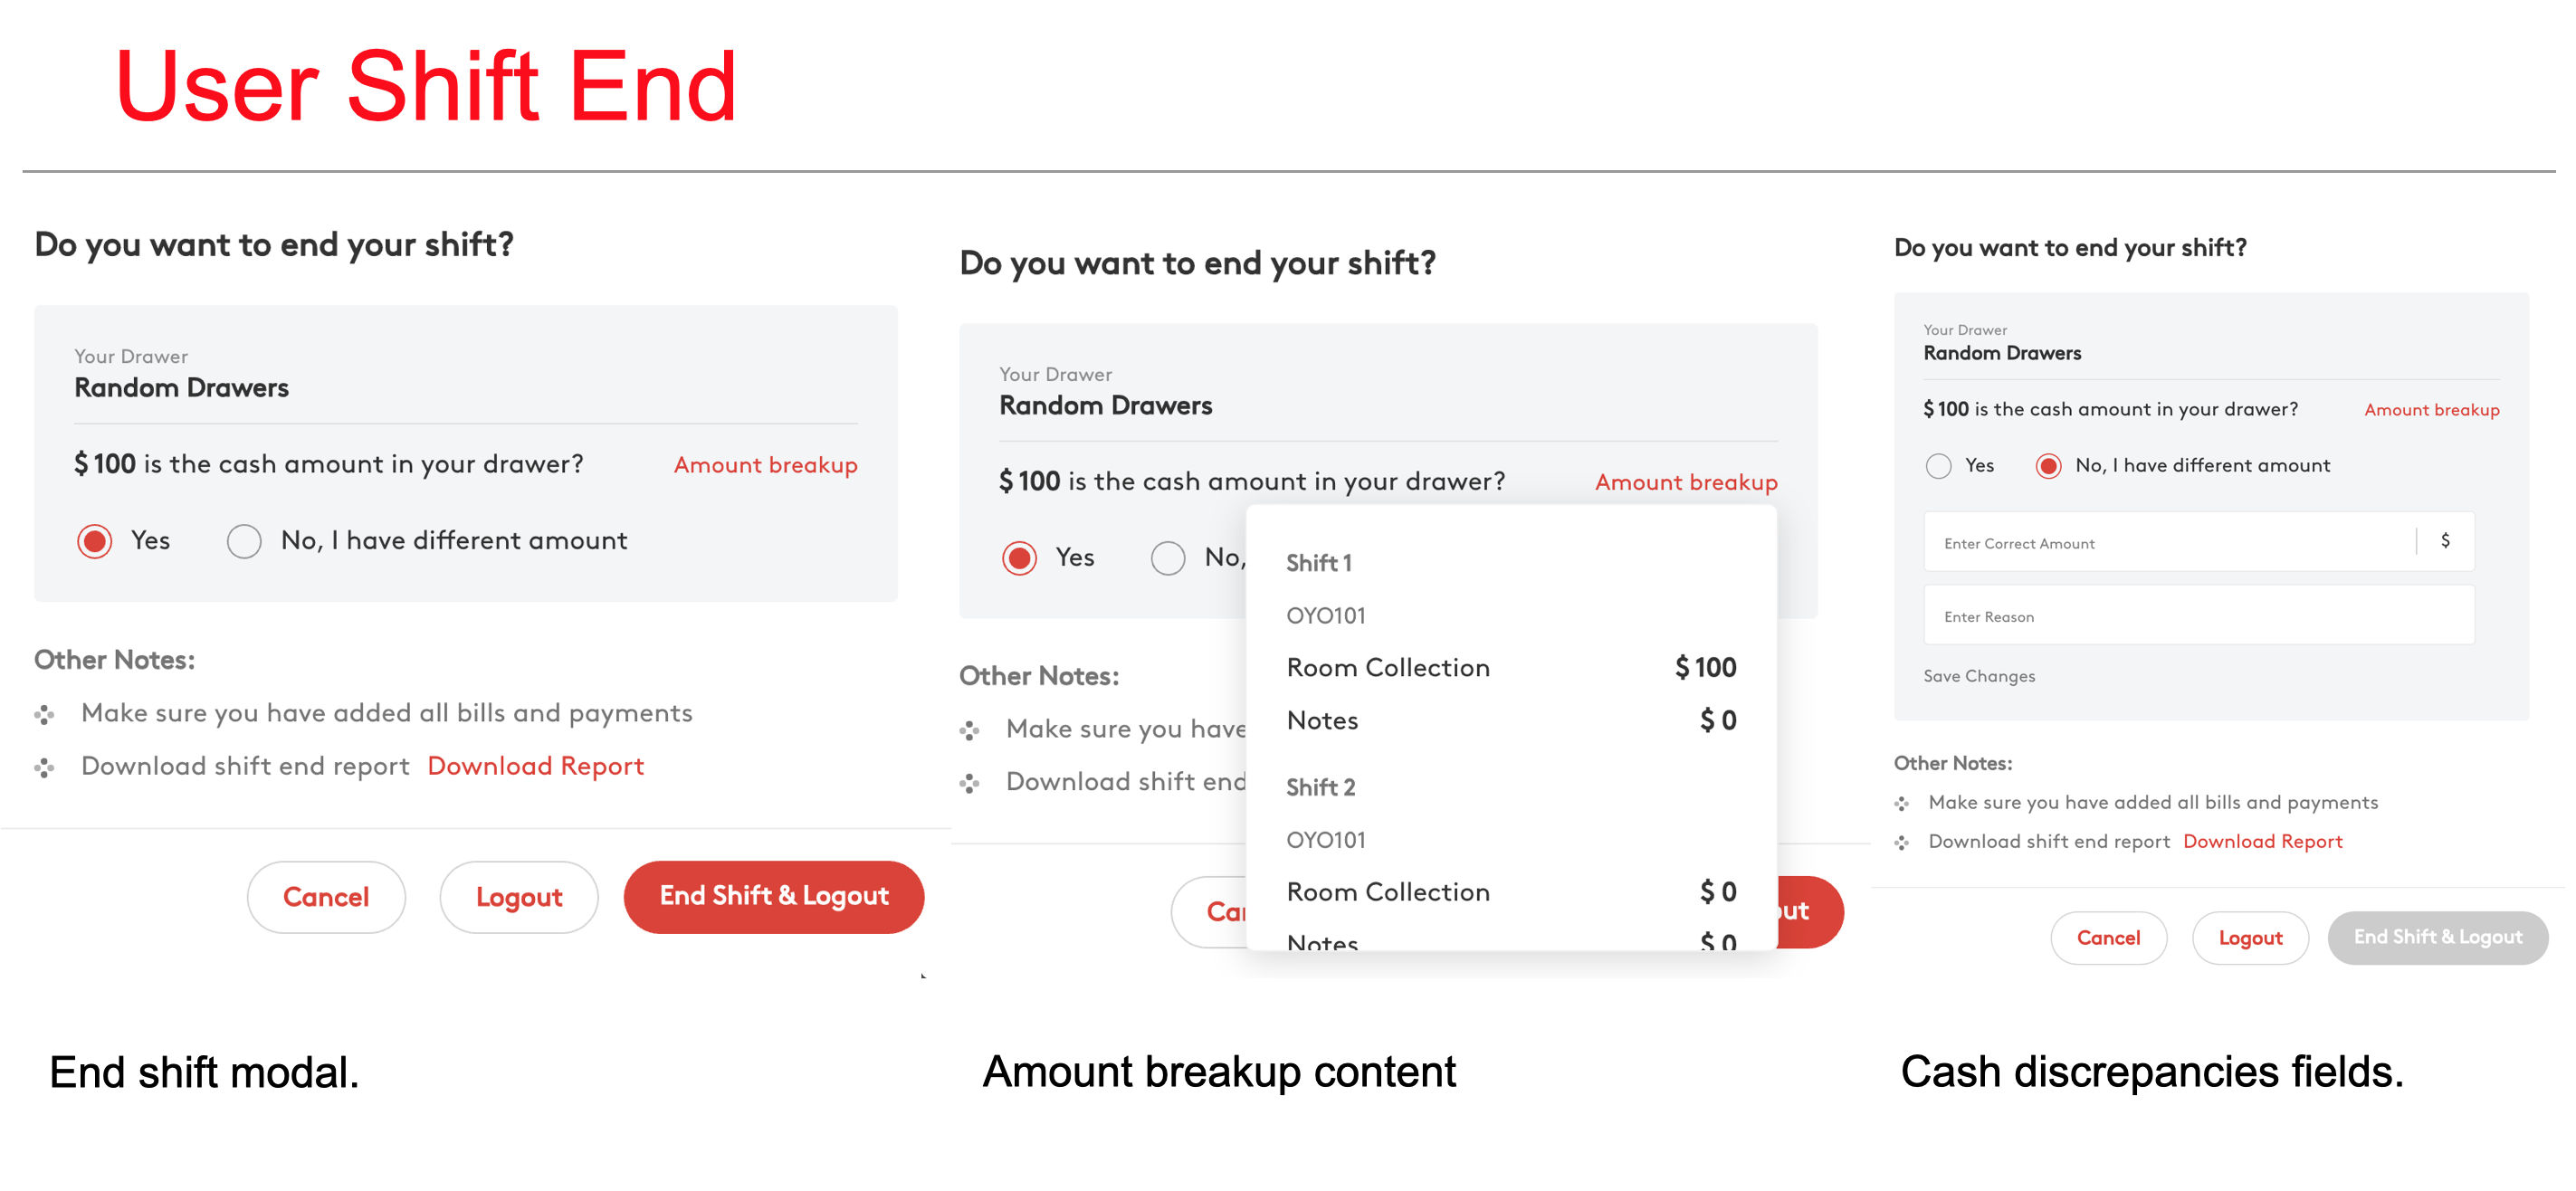 User Shift End
Do you want to end your shift?
Your Drawer
Random Drawers
$ 100 is the cash amount in your drawer? Amount breakup
Yes No, I have different amount
Other Notes:
Make sure you have added all bills and payments
Download shift end report Download Report
Cancel Logout End Shift & Logout
End shift modal.
Do you want to end your shift?
Your Drawer
Random Drawers
$ 100 is the cash amount in your drawer? Amount breakup
Yes No,
Shift 1
OYO101
Room Collection $ 100
Notes $ 0
Shift 2
OYO101
Room Collection $ 0
Notes $ 0
Other Notes:
Make sure you have
Download shift end
Amount breakup content
Do you want to end your shift?
Your Drawer
Random Drawers
$ 100 is the cash amount in your drawer? Amount breakup
Yes No, I have different amount
Enter Correct Amount $
Enter Reason
Save Changes
Other Notes:
Make sure you have added all bills and payments
Download shift end report Download Report
Cancel Logout End Shift & Logout
Cash discrepancies fields.